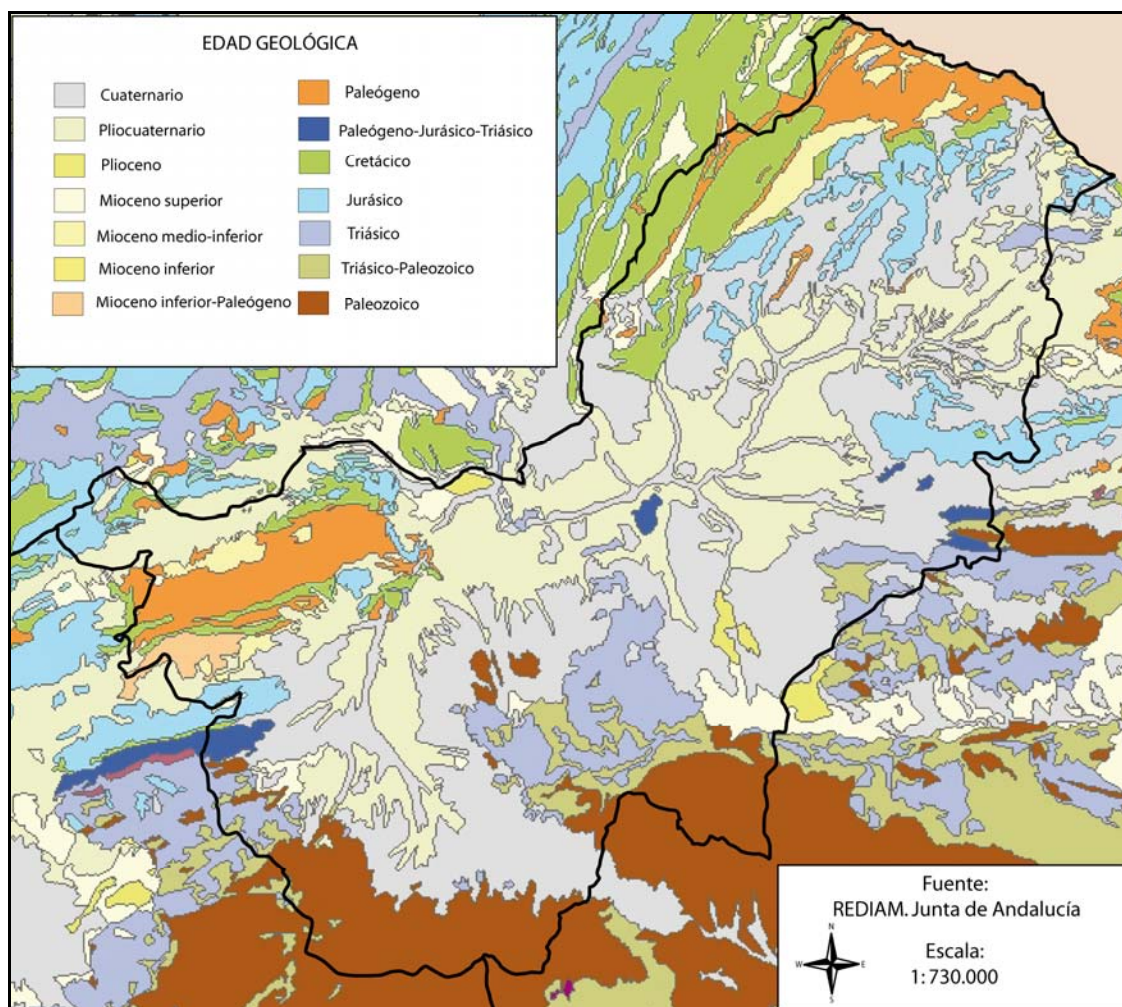 EDAD GEOLÓGICA
Cuaternario
Pliocuaternario
Plioceno
Mioceno superior
Mioceno medio-inferior
Mioceno inferior
Mioceno inferior-Paleógeno
Paleógeno
Paleógeno-Jurásico-Triásico
Cretácico
Jurásico
Triásico
Triásico-Paleozoico
Paleozoico
Fuente:
REDIAM. Junta de Andalucía
Escala:
1:730.000
N
W
E
S